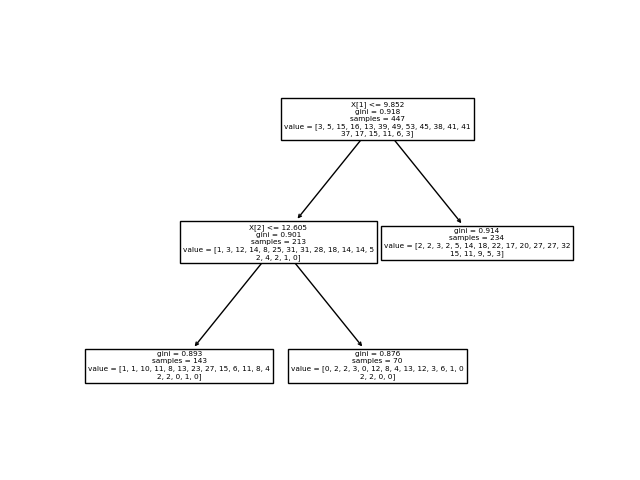 X[1] <= 9.852
gini = 0.918
samples = 447
value = [3, 5, 15, 16, 13, 39, 49, 53, 45, 38, 41, 41
37, 17, 15, 11, 6, 3]
X[2] <= 12.605
gini = 0.901
samples = 213
value = [1, 3, 12, 14, 8, 25, 31, 31, 28, 18, 14, 14, 5
2, 4, 2, 1, 0]
gini = 0.914
samples = 234
value = [2, 2, 3, 2, 5, 14, 18, 22, 17, 20, 27, 27, 32
15, 11, 9, 5, 3]
gini = 0.893
samples = 143
value = [1, 1, 10, 11, 8, 13, 23, 27, 15, 6, 11, 8, 4
2, 2, 0, 1, 0]
gini = 0.876
samples = 70
value = [0, 2, 2, 3, 0, 12, 8, 4, 13, 12, 3, 6, 1, 0
2, 2, 0, 0]